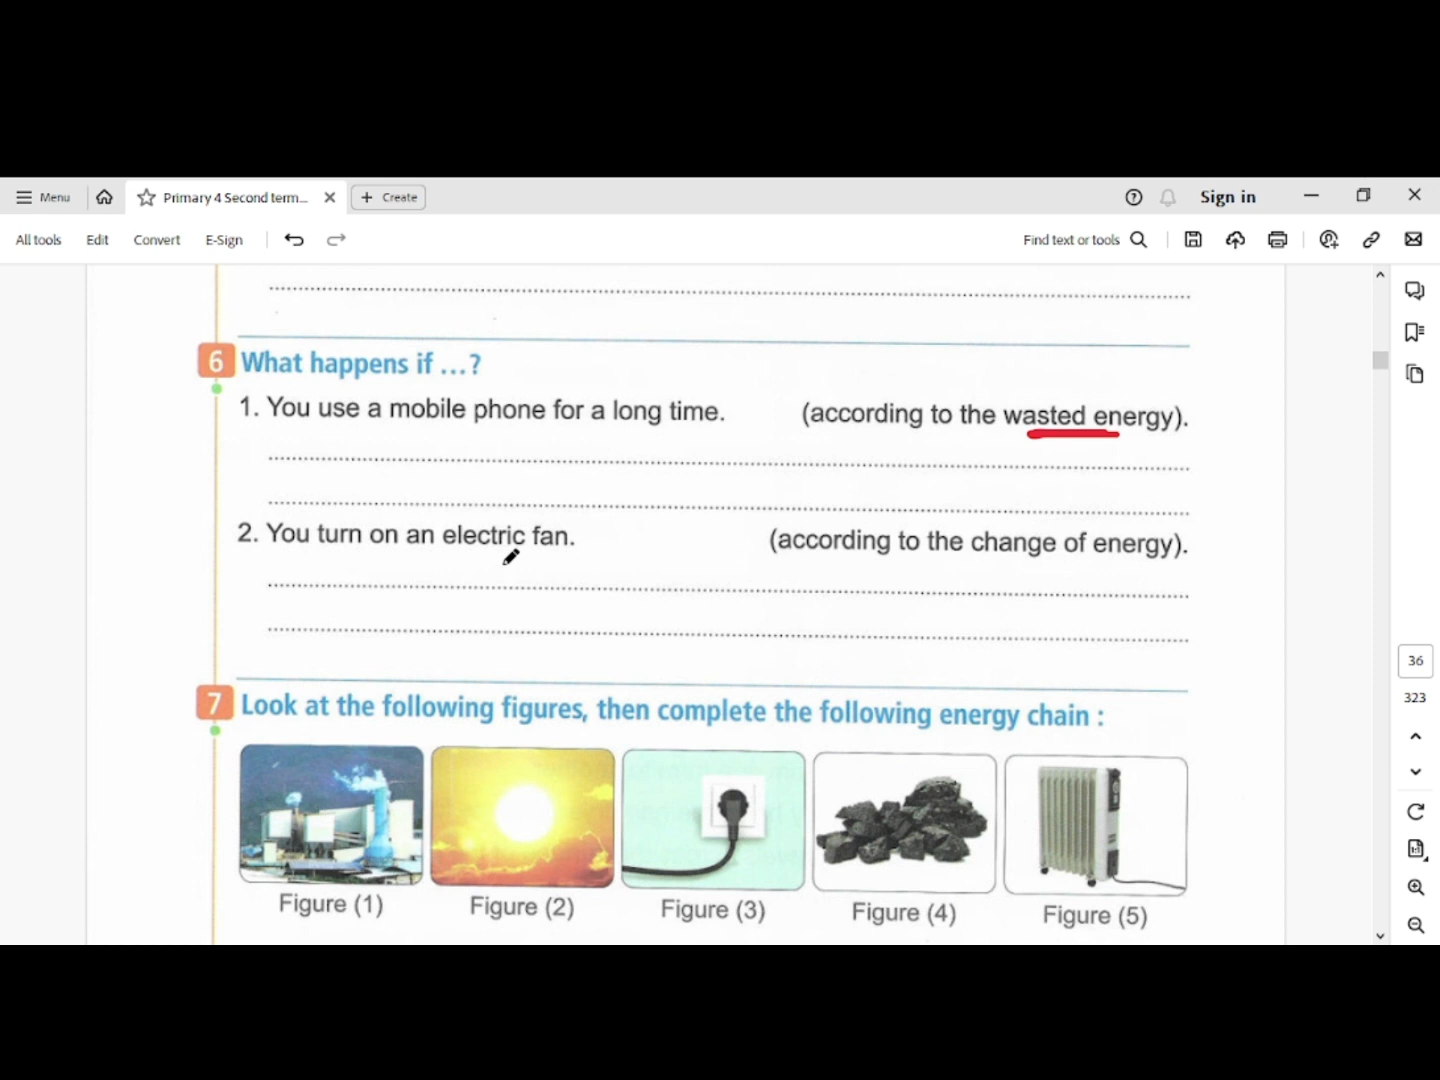 Menu
Primary 4 Second term...
Create
Sign in
All tools
Edit
Convert
E-Sign
Find text or tools
6 What happens if ...?
1. You use a mobile phone for a long time. (according to the wasted energy).
2. You turn on an electric fan. (according to the change of energy).
7 Look at the following figures, then complete the following energy chain :
Figure (1) Figure (2) Figure (3) Figure (4) Figure (5)
36
323